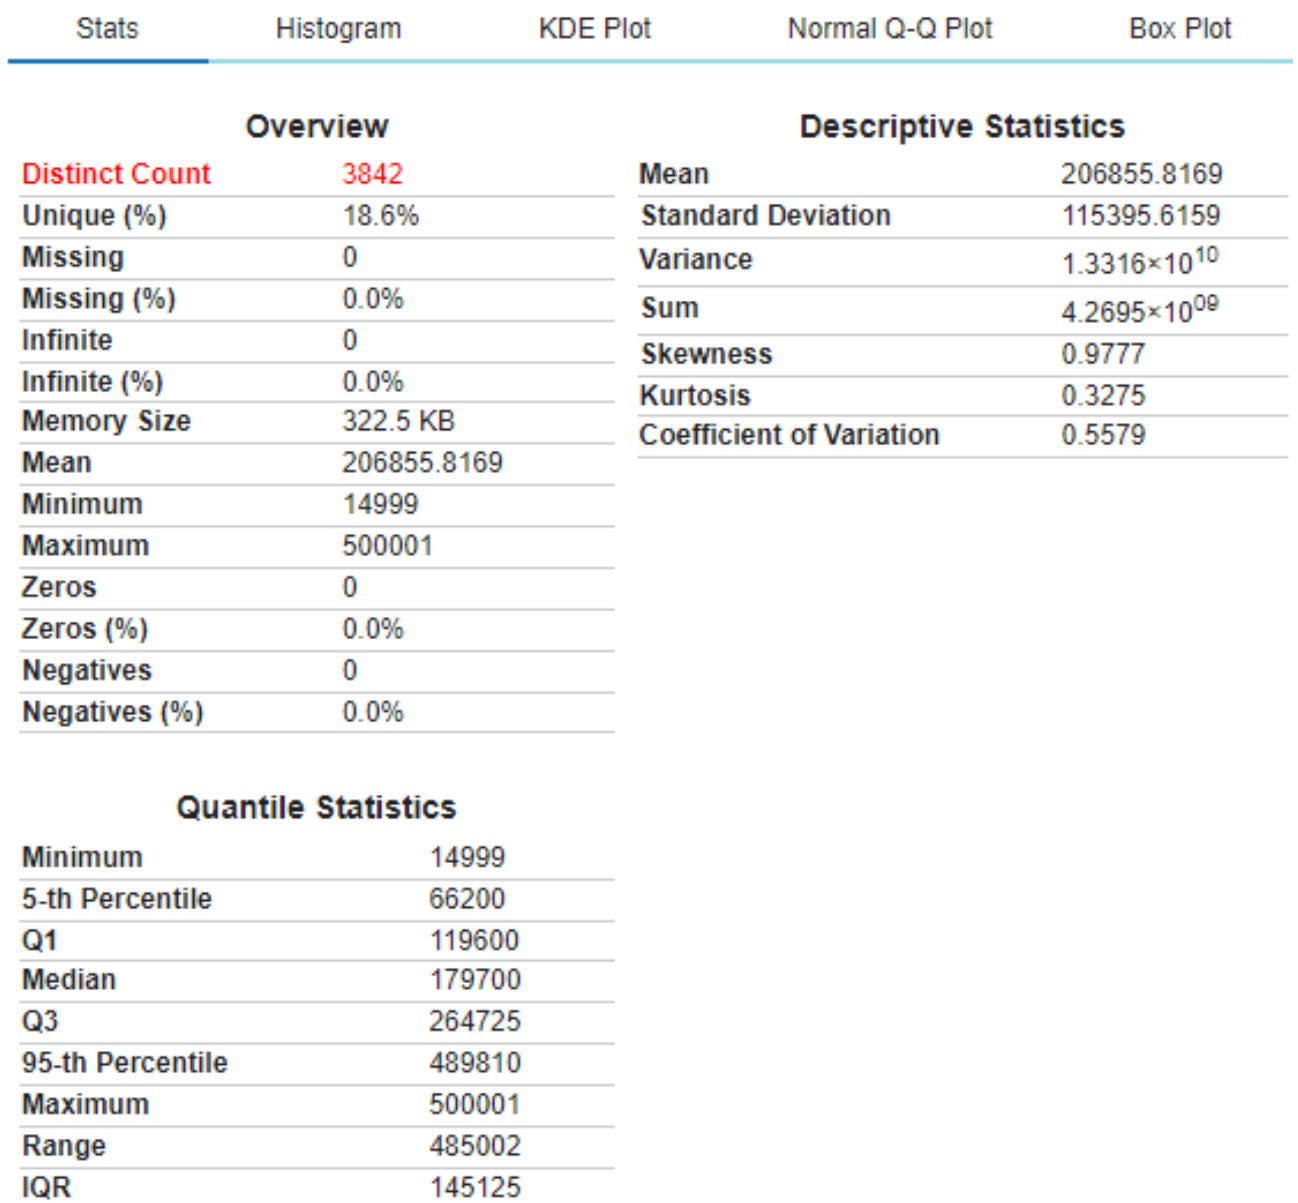 Stats Histogram KDE Plot Normal Q-Q Plot Box Plot
Overview
Distinct Count 3842
Unique (%) 18.6%
Missing 0
Missing (%) 0.0%
Infinite 0
Infinite (%) 0.0%
Memory Size 322.5 KB
Mean 206855.8169
Minimum 14999
Maximum 500001
Zeros 0
Zeros (%) 0.0%
Negatives 0
Negatives (%) 0.0%
Descriptive Statistics
Mean 206855.8169
Standard Deviation 115395.6159
Variance 1.3316×10¹⁰
Sum 4.2695×10⁰⁹
Skewness 0.9777
Kurtosis 0.3275
Coefficient of Variation 0.5579
Quantile Statistics
Minimum 14999
5-th Percentile 66200
Q1 119600
Median 179700
Q3 264725
95-th Percentile 489810
Maximum 500001
Range 485002
IQR 145125